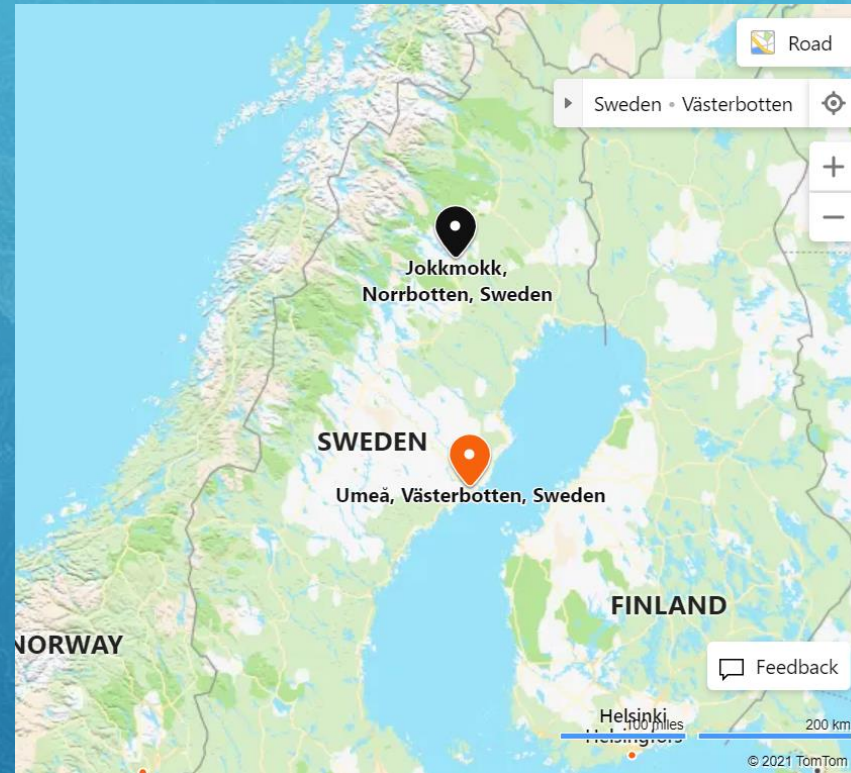 Road
Sweden • Västerbotten
Jokkmokk,
Norrbotten, Sweden
SWEDEN
Umeå, Västerbotten, Sweden
FINLAND
NORWAY
Feedback
Helsinki
Helsingfors
100 miles
200 km
© 2021 TomTom